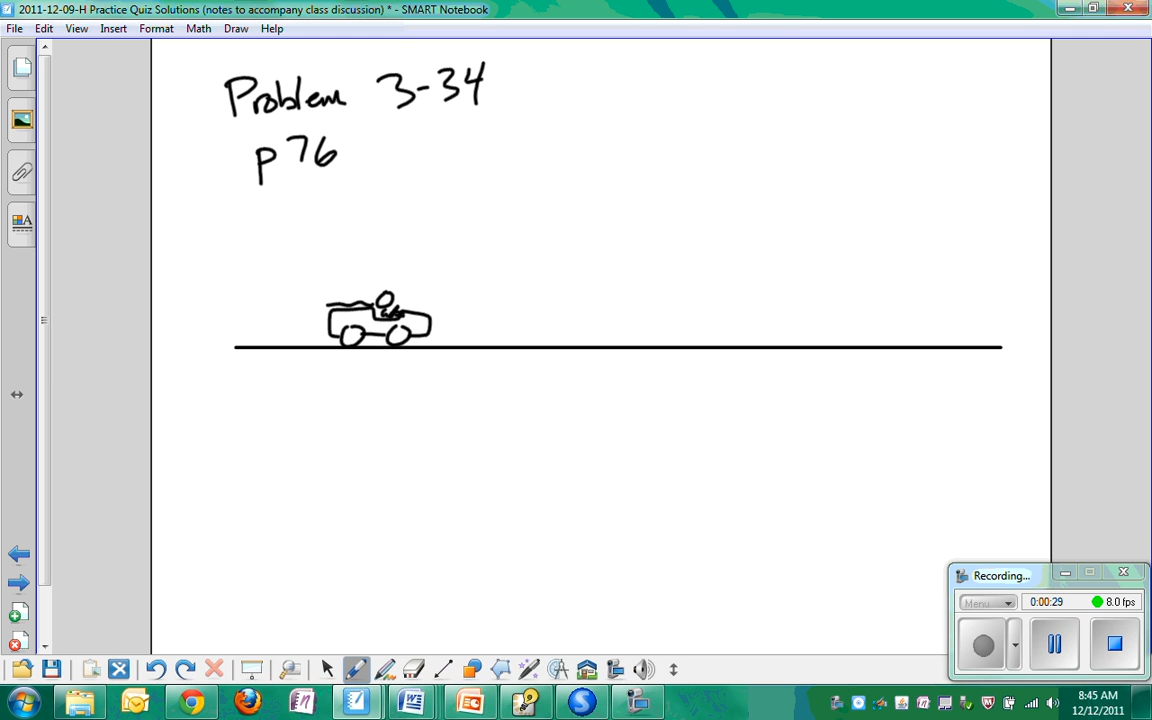 2011-12-09-H Practice Quiz Solutions (notes to accompany class discussion) * - SMART Notebook
File Edit View Insert Format Math Draw Help
Problem 3-34
p 76
Recording...
Menu 0:00:29 8.0 fps
8:45 AM
12/12/2011